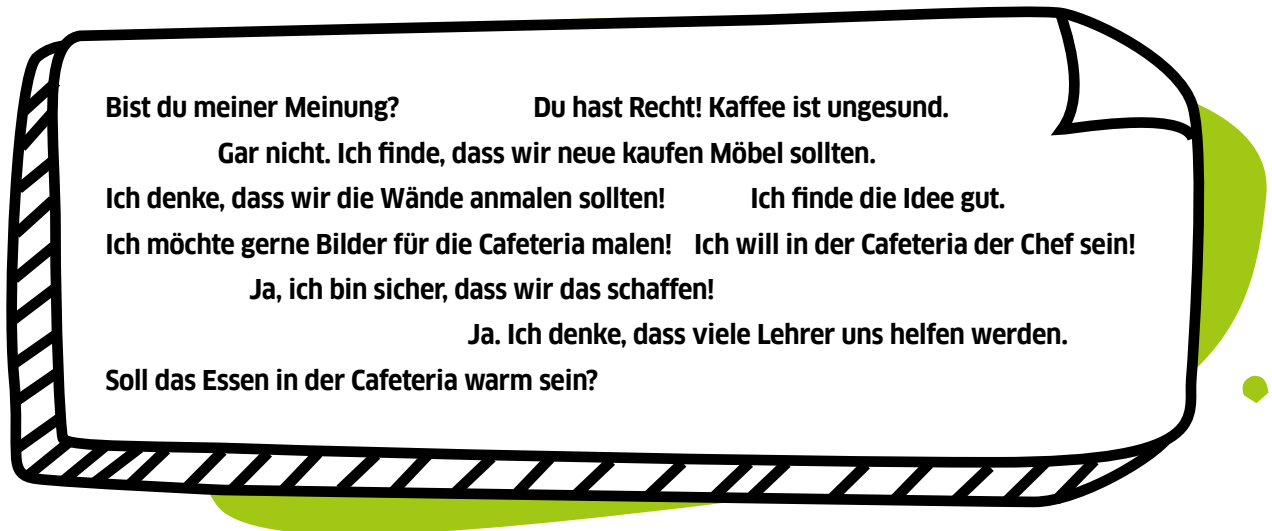 Bist du meiner Meinung? Du hast Recht! Kaffee ist ungesund.
Gar nicht. Ich finde, dass wir neue kaufen Möbel sollten.
Ich denke, dass wir die Wände anmalen sollten! Ich finde die Idee gut.
Ich möchte gerne Bilder für die Cafeteria malen! Ich will in der Cafeteria der Chef sein!
Ja, ich bin sicher, dass wir das schaffen!
Ja. Ich denke, dass viele Lehrer uns helfen werden.
Soll das Essen in der Cafeteria warm sein?